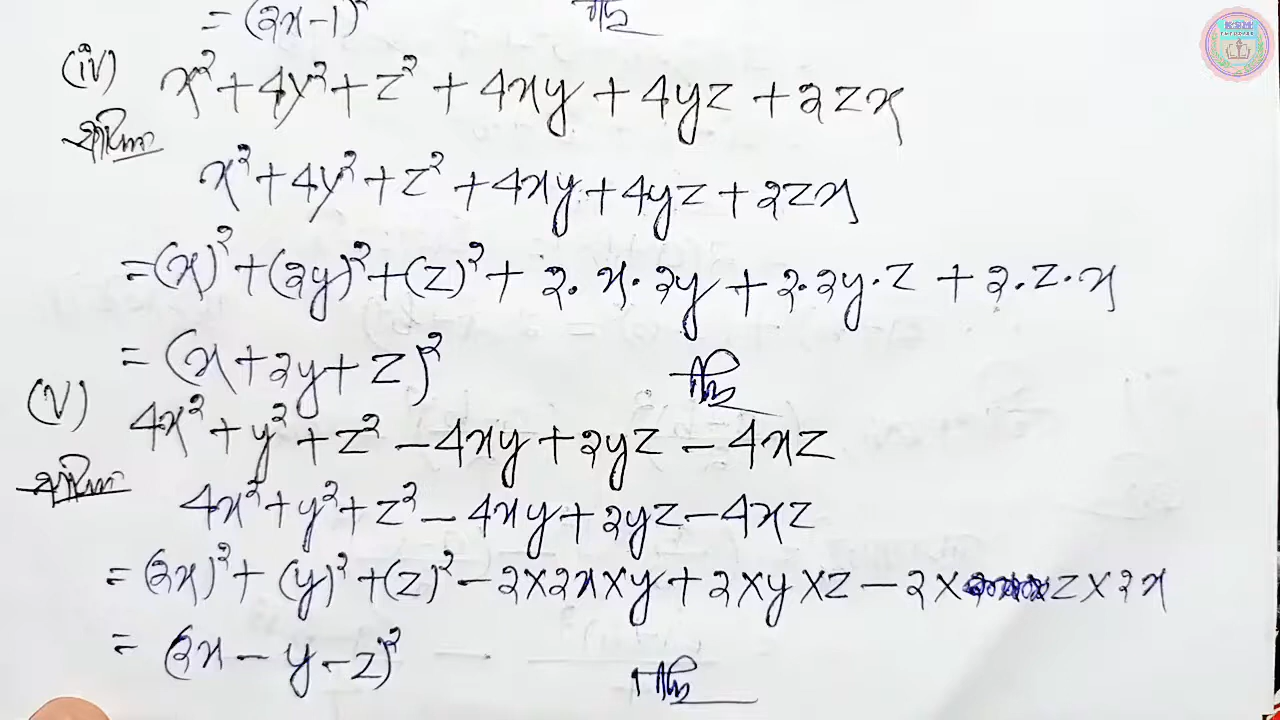 = (2x-1)²
(iv) x² + 4y² + z² + 4xy + 4yz + 2zx
x² + 4y² + z² + 4xy + 4yz + 2zx
= (x)² + (2y)² + (z)² + 2.x.2y + 2.2y.z + 2.z.x
= (x + 2y + z)²
(v) 4x² + y² + z² - 4xy + 2yz - 4xz
4x² + y² + z² - 4xy + 2yz - 4xz
= (2x)² + (y)² + (z)² - 2×2x×y + 2×y×z - 2×z×2x
= (2x - y - z)²